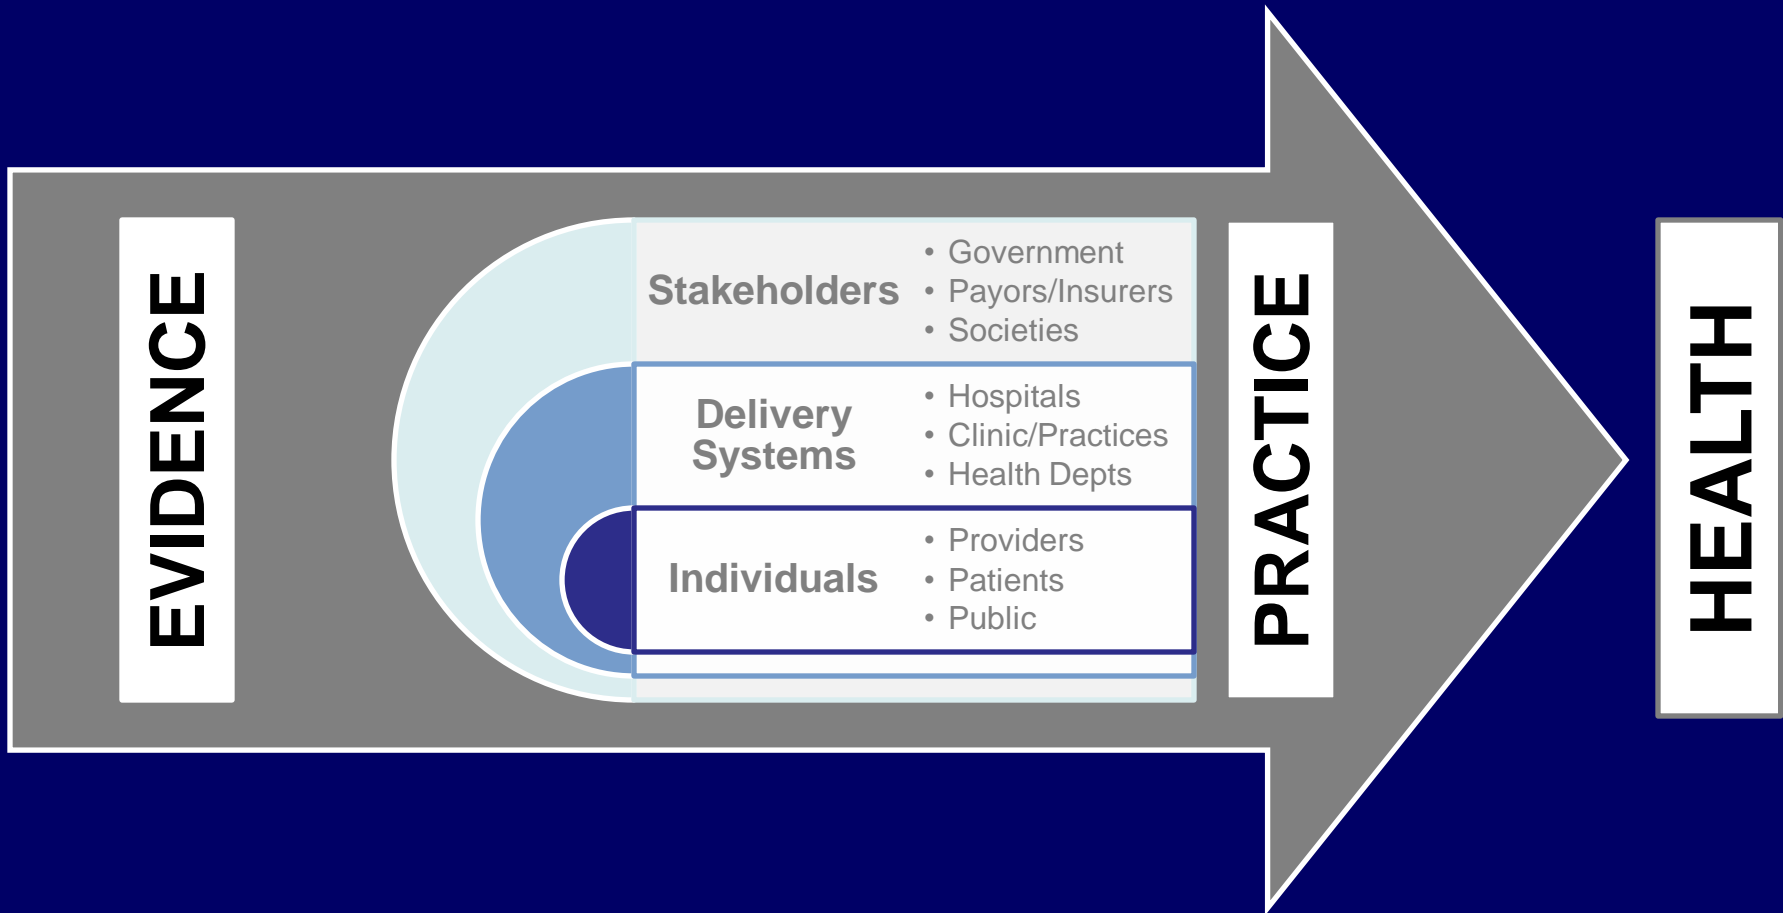 EVIDENCE
Stakeholders
• Government
• Payors/Insurers
• Societies
Delivery
Systems
• Hospitals
• Clinic/Practices
• Health Depts
Individuals
• Providers
• Patients
• Public
PRACTICE
HEALTH